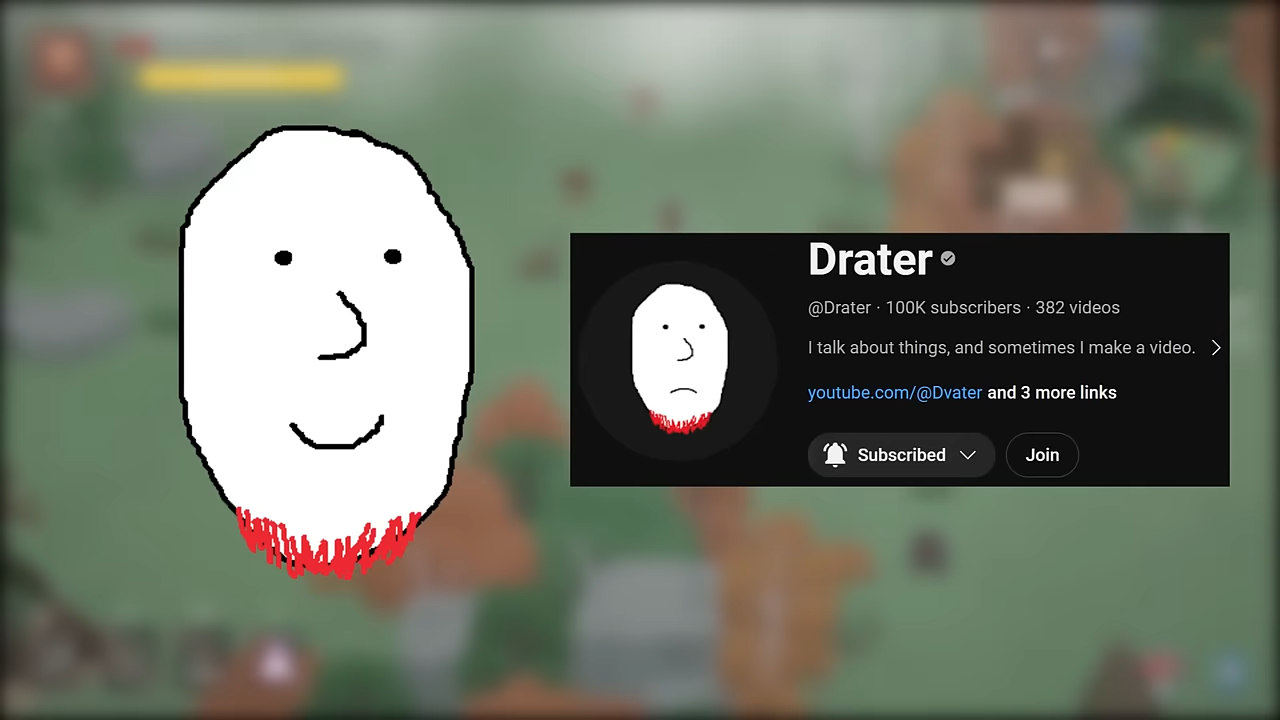 Drater
@Drater · 100K subscribers · 382 videos
I talk about things, and sometimes I make a video.
youtube.com/@Dvater and 3 more links
Subscribed
Join